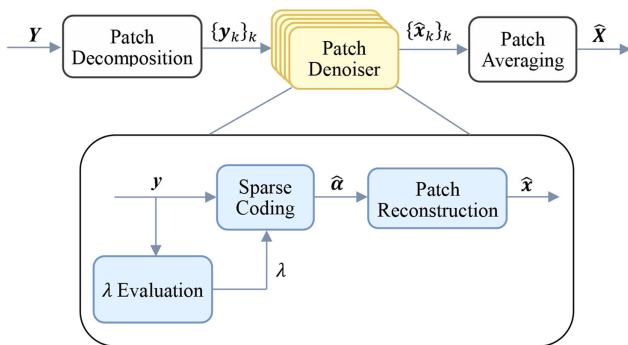 Y
Patch
Decomposition
{y_k}_k
Patch
Denoiser
{x̂_k}_k
Patch
Averaging
X̂
y
Sparse
Coding
α̂
Patch
Reconstruction
x̂
λ Evaluation
λ